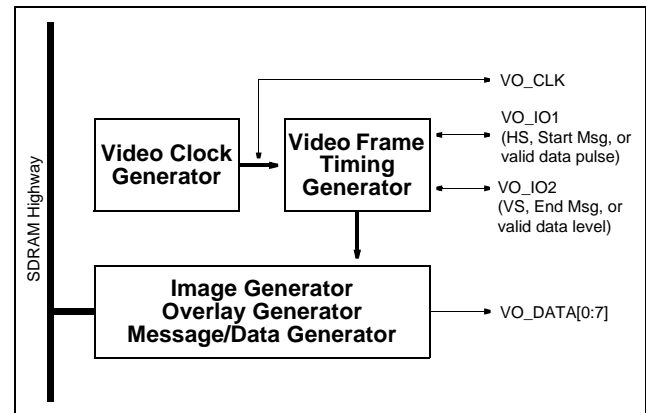 SDRAM Highway
VO_CLK
Video Clock
Generator
Video Frame
Timing
Generator
VO_IO1
(HS, Start Msg, or
valid data pulse)
VO_IO2
(VS, End Msg, or
valid data level)
Image Generator
Overlay Generator
Message/Data Generator
VO_DATA[0:7]